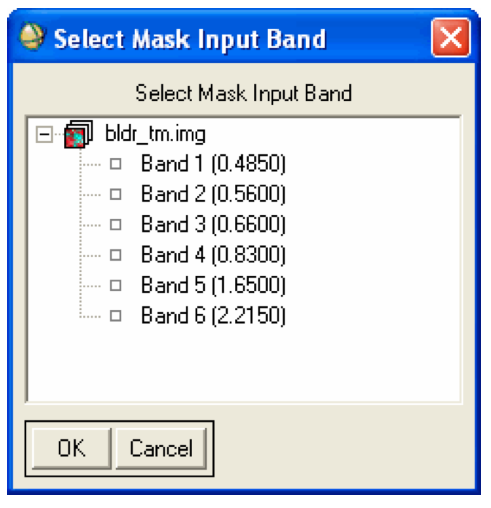 Select Mask Input Band
Select Mask Input Band
bldr_tm.img
Band 1 (0.4850)
Band 2 (0.5600)
Band 3 (0.6600)
Band 4 (0.8300)
Band 5 (1.6500)
Band 6 (2.2150)
OK Cancel